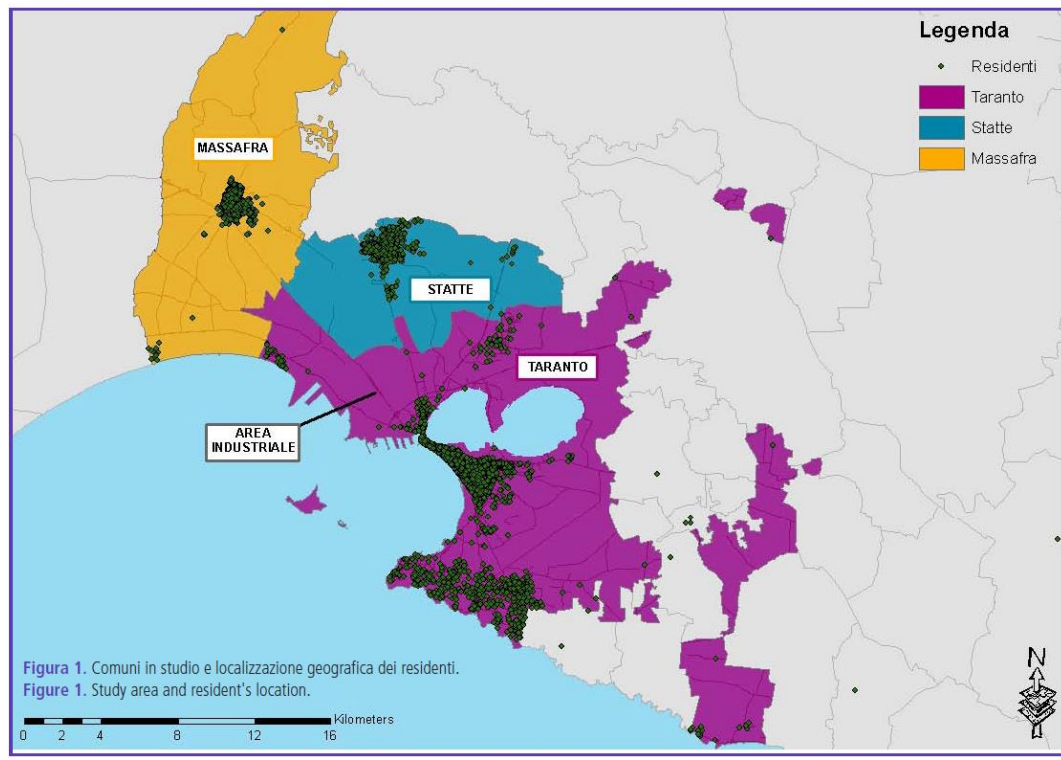 Legenda
Residenti
Taranto
Statte
Massafra
MASSAFRA
STATTE
TARANTO
AREA
INDUSTRIALE
Figura 1. Comuni in studio e localizzazione geografica dei residenti.
Figure 1. Study area and resident's location.
Kilometers
0 2 4 8 12 16
N